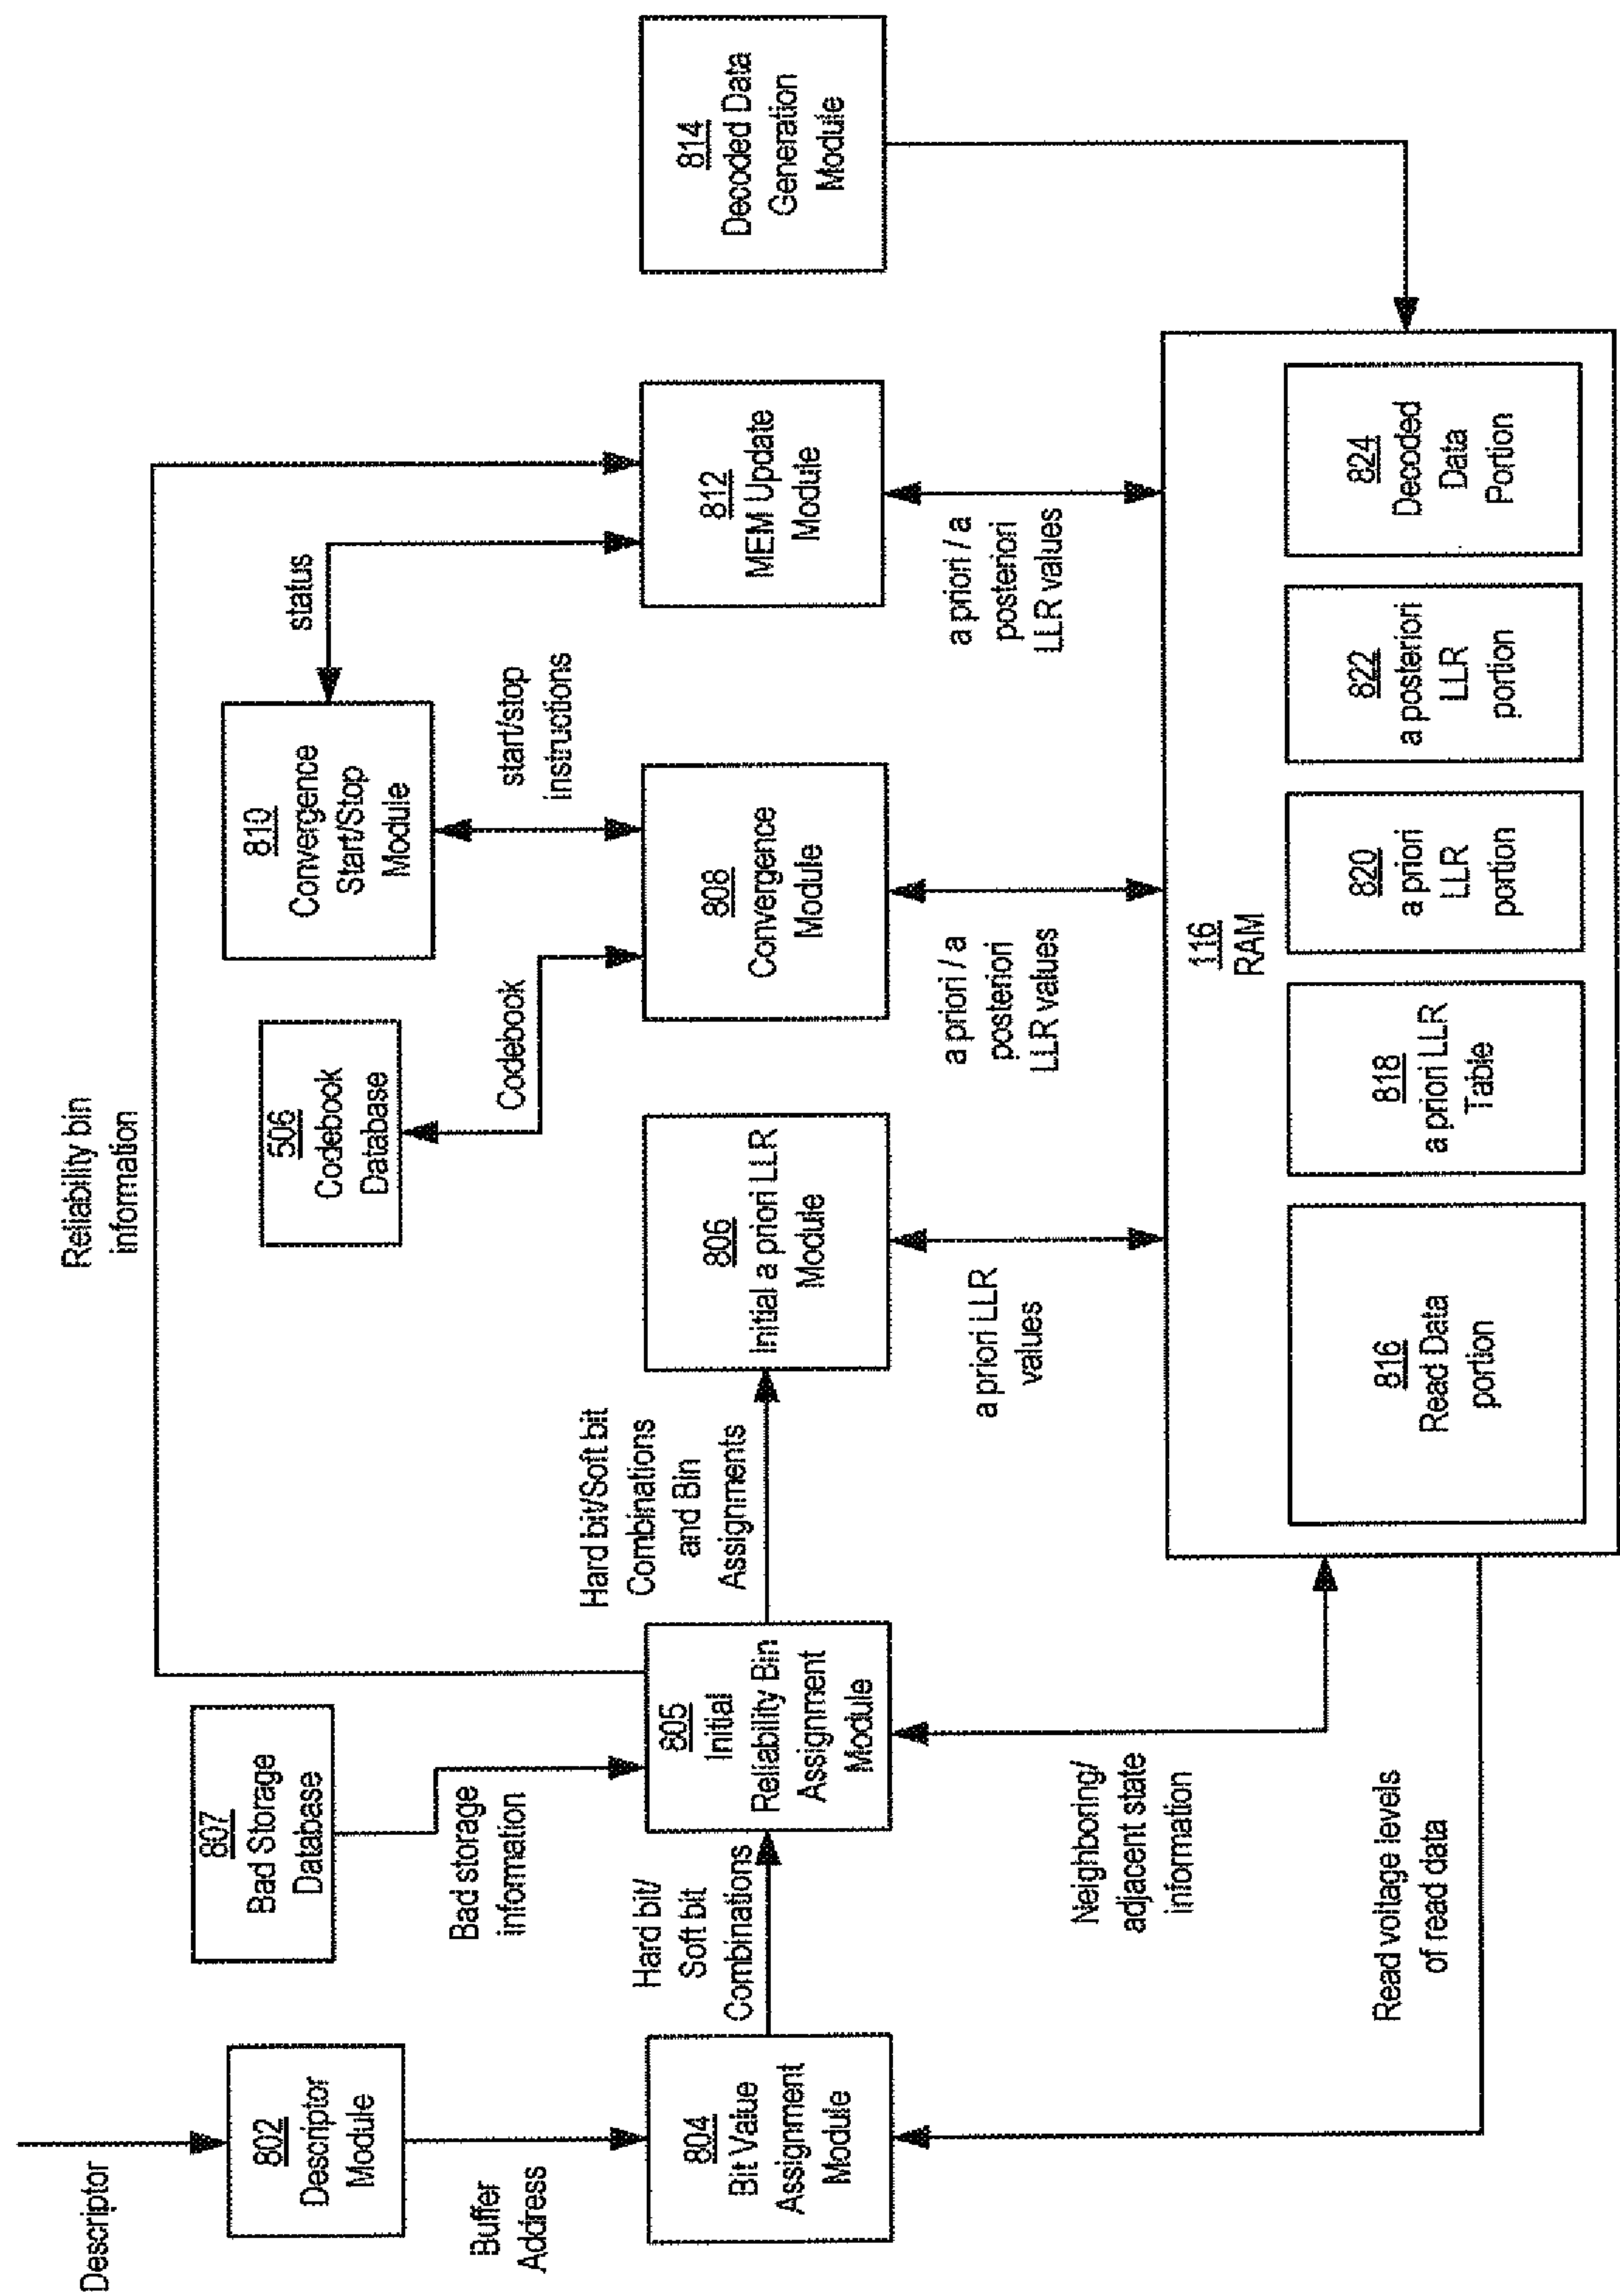 Descriptor
802
Descriptor
Module
Buffer
Address
804
Bit Value
Assignment
Module
807
Bad Storage
Database
Bad storage
information
Hard bit/
Soft bit
Combinations
805
Initial
Reliability Bin
Assignment
Module
Reliability bin
information
Hard bit/Soft bit
Combinations
and Bin
Assignments
806
Initial a priori LLR
Module
506
Codebook
Database
Codebook
808
Convergence
Module
810
Convergence
Start/Stop
Module
start/stop
instructions
status
812
MEM Update
Module
814
Decoded Data
Generation
Module
Neighboring/
adjacent state
information
Read voltage levels
of read data
a priori LLR
values
a priori / a
posteriori
LLR values
a priori / a
posteriori
LLR values
116
RAM
816
Read Data
portion
818
a priori LLR
Table
820
a priori
LLR
portion
822
a posteriori
LLR
portion
824
Decoded
Data
Portion